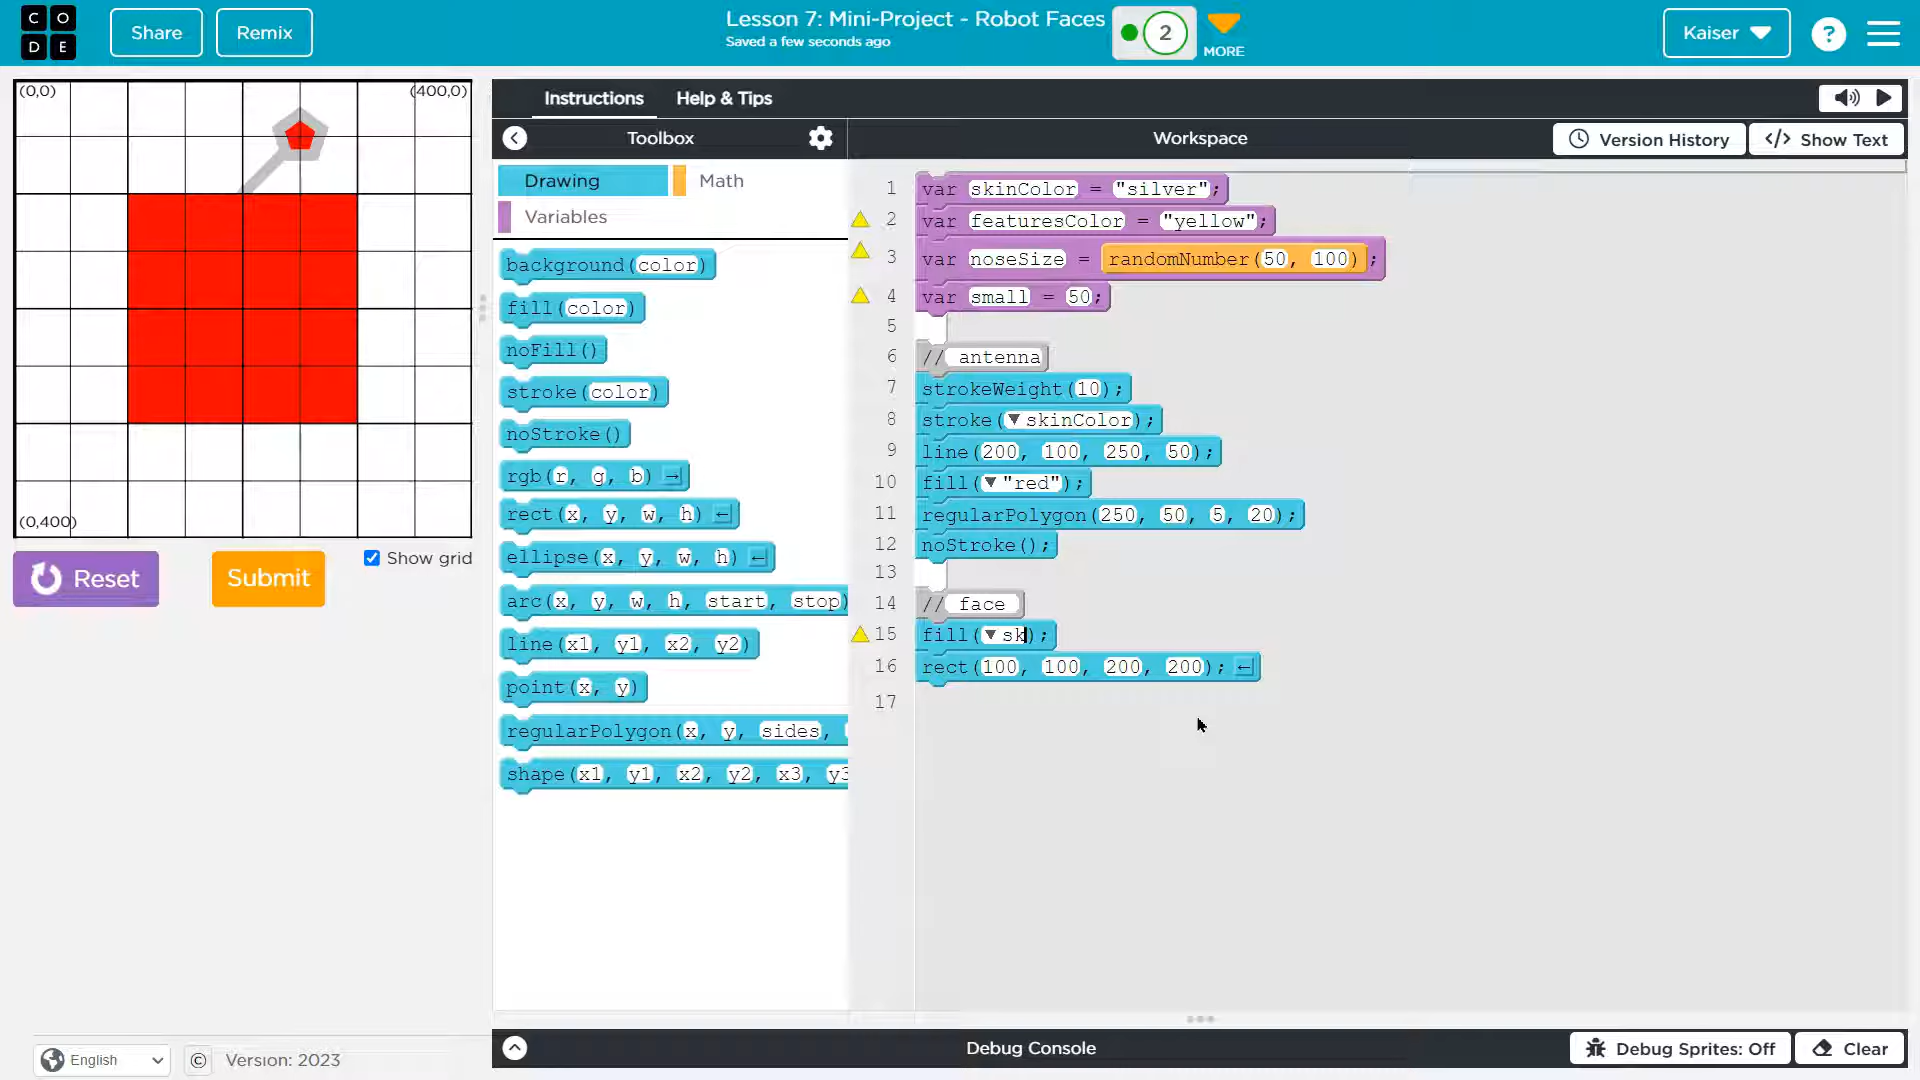 C O
D E
Share
Remix
Lesson 7: Mini-Project - Robot Faces
Saved a few seconds ago
2
MORE
Kaiser
?
(0,0)
(400,0)
(0,400)
Reset
Submit
Show grid
Instructions
Help & Tips
Toolbox
Workspace
Version History
</> Show Text
Drawing
Math
Variables
background(color)
fill(color)
noFill()
stroke(color)
noStroke()
rgb(r, g, b)
rect(x, y, w, h)
ellipse(x, y, w, h)
arc(x, y, w, h, start, stop)
line(x1, y1, x2, y2)
point(x, y)
regularPolygon(x, y, sides,
shape(x1, y1, x2, y2, x3, y3
1 var skinColor = "silver";
2 var featuresColor = "yellow";
3 var noseSize = randomNumber(50, 100);
4 var small = 50;
5
6 // antenna
7 strokeWeight(10);
8 stroke(skinColor);
9 line(200, 100, 250, 50);
10 fill("red");
11 regularPolygon(250, 50, 5, 20);
12 noStroke();
13
14 // face
15 fill(sk);
16 rect(100, 100, 200, 200);
17
English
©
Version: 2023
Debug Console
Debug Sprites: Off
Clear